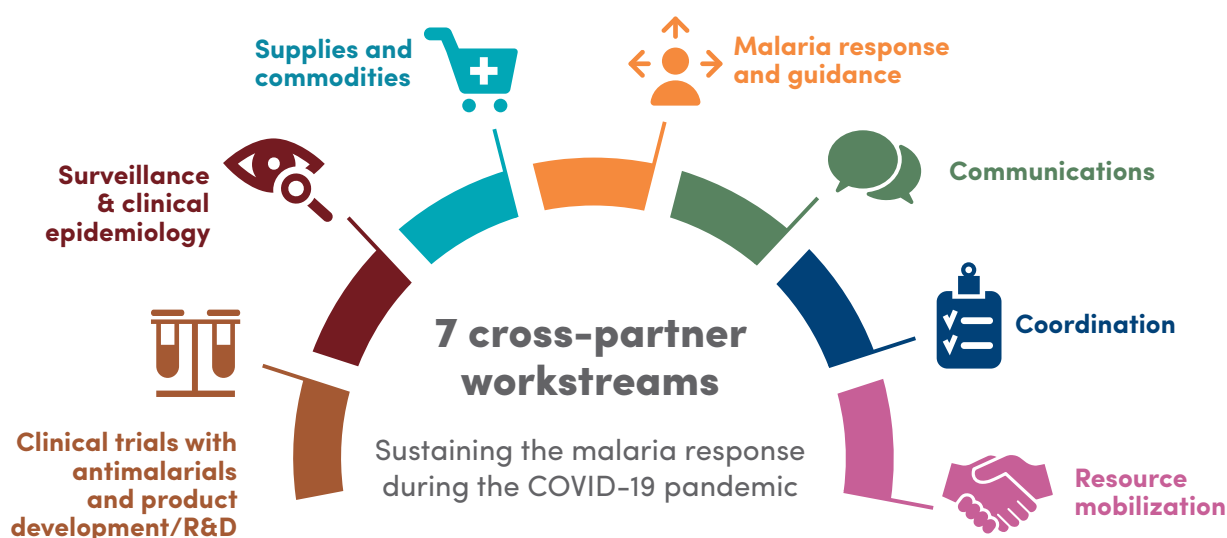 Supplies and
commodities
Malaria response
and guidance
Surveillance
& clinical
epidemiology
Communications
Clinical trials with
antimalarials
and product
development/R&D
Coordination
Resource
mobilization
7 cross-partner
workstreams
Sustaining the malaria response
during the COVID-19 pandemic